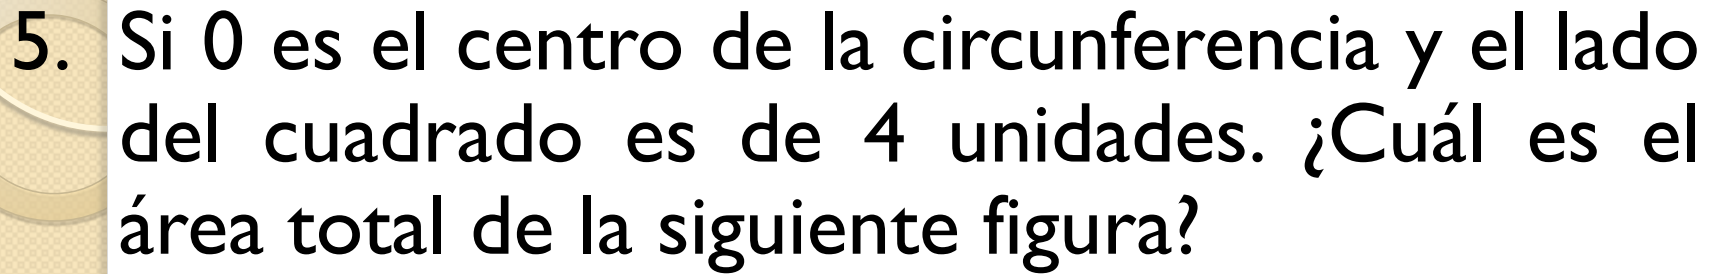 5. Si 0 es el centro de la circunferencia y el lado
del cuadrado es de 4 unidades. ¿Cuál es el
área total de la siguiente figura?